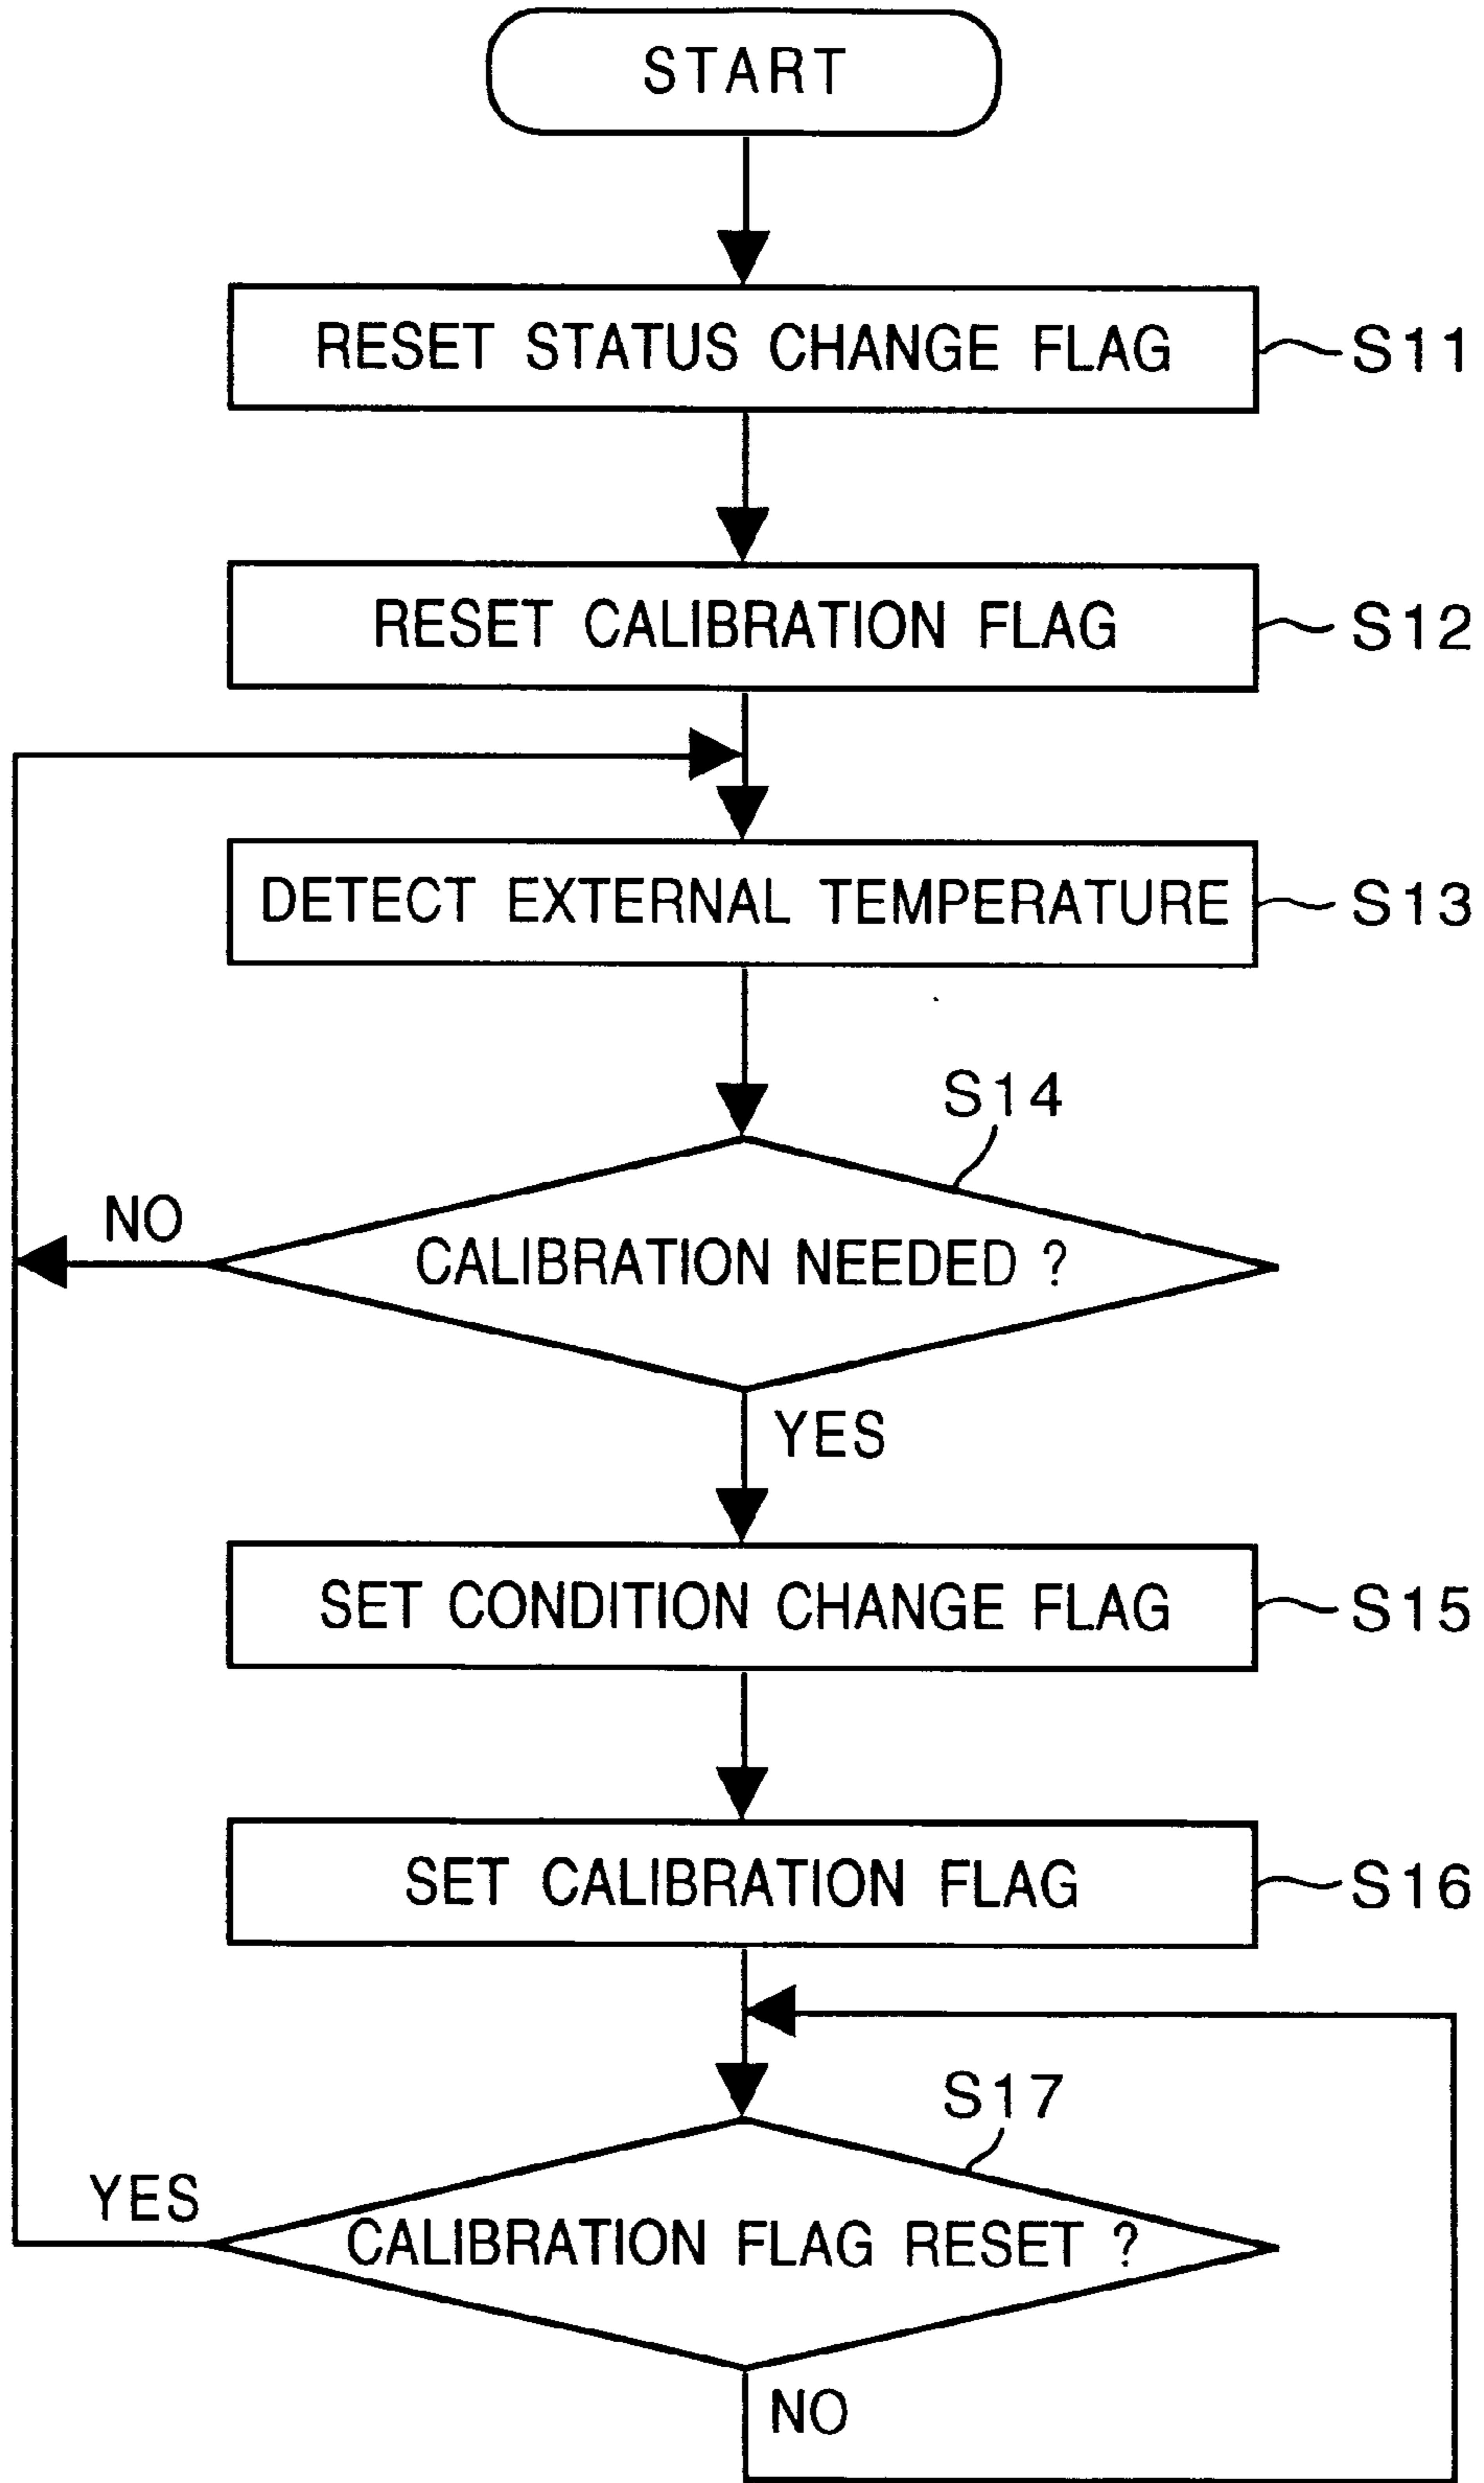 START
RESET STATUS CHANGE FLAG
S11
RESET CALIBRATION FLAG
S12
DETECT EXTERNAL TEMPERATURE
S13
S14
NO
CALIBRATION NEEDED ?
YES
SET CONDITION CHANGE FLAG
S15
SET CALIBRATION FLAG
S16
S17
YES
CALIBRATION FLAG RESET ?
NO